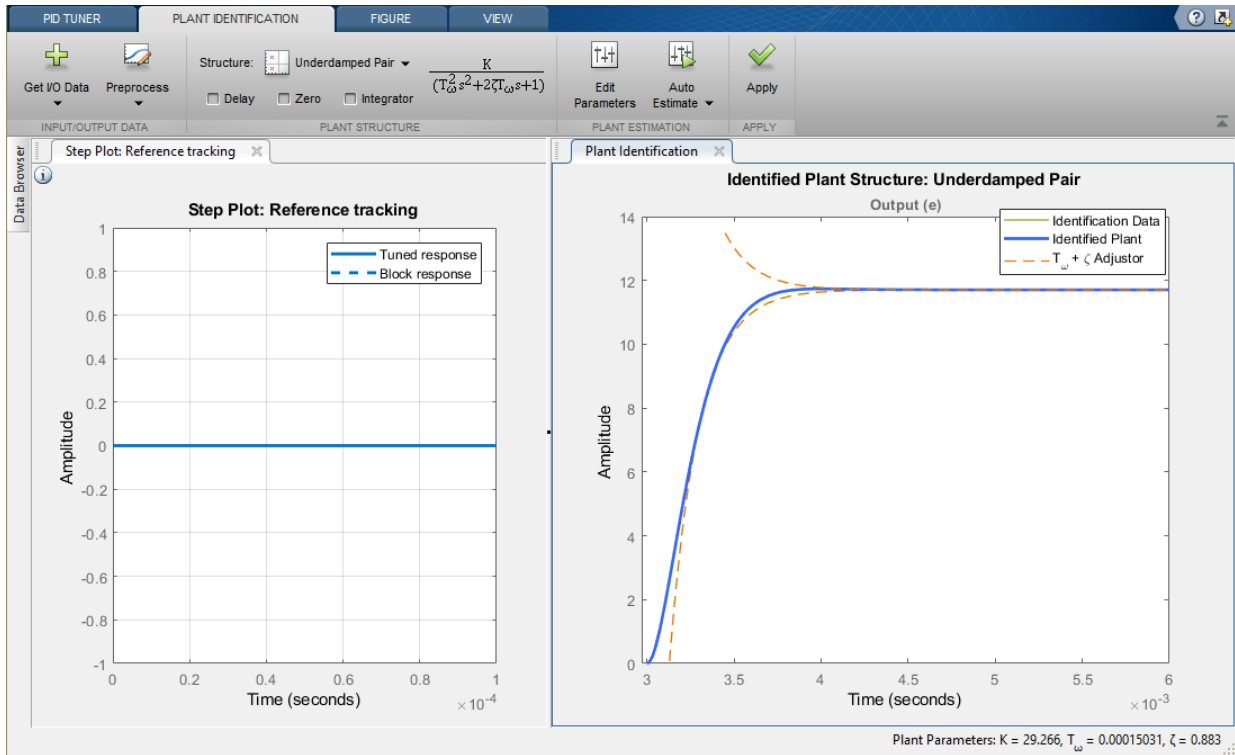 PID TUNER PLANT IDENTIFICATION FIGURE VIEW
Get I/O Data
Preprocess
Structure: Underdamped Pair
Delay Zero Integrator
K
(T²ωs²+2ζTωs+1)
Edit
Parameters
Auto
Estimate
Apply
INPUT/OUTPUT DATA PLANT STRUCTURE PLANT ESTIMATION APPLY
Data Browser
Step Plot: Reference tracking
Step Plot: Reference tracking
Tuned response
Block response
1
0.8
0.6
0.4
0.2
0
-0.2
-0.4
-0.6
-0.8
-1
Amplitude
0 0.2 0.4 0.6 0.8 1
Time (seconds)
×10⁻⁴
Plant Identification
Identified Plant Structure: Underdamped Pair
Output (e)
Identification Data
Identified Plant
Tω + ζ Adjustor
14
12
10
8
6
4
2
0
Amplitude
3 3.5 4 4.5 5 5.5 6
Time (seconds)
×10⁻³
Plant Parameters: K = 29.266, Tω = 0.00015031, ζ = 0.883